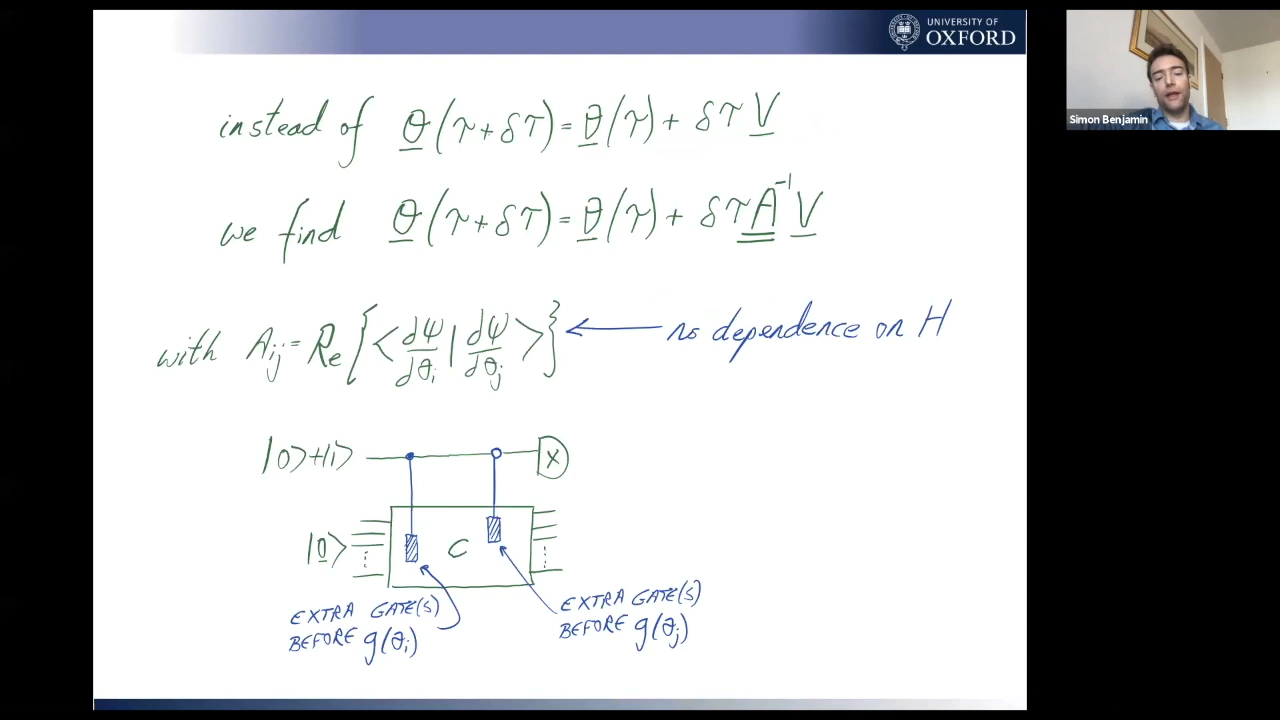 UNIVERSITY OF
OXFORD
Simon Benjamin
instead of θ(τ+δτ) = θ(τ) + δτ V
we find θ(τ+δτ) = θ(τ) + δτ A⁻¹ V
with Aij = Re{<dψ/dθi | dψ/dθj>} ← no dependence on H
|0>+|1> X
|0> C
EXTRA GATE(S)
BEFORE g(θi)
EXTRA GATE(S)
BEFORE g(θj)